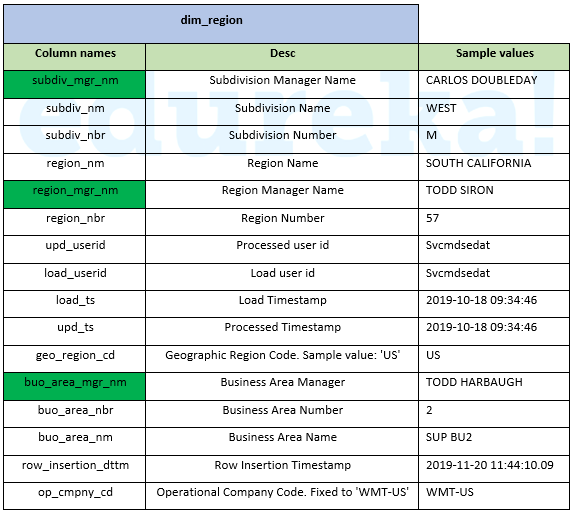 dim_region
Column names Desc Sample values
subdiv_mgr_nm Subdivision Manager Name CARLOS DOUBLEDAY
subdiv_nm Subdivision Name WEST
subdiv_nbr Subdivision Number M
edureka!
region_nm Region Name SOUTH CALIFORNIA
region_mgr_nm Region Manager Name TODD SIRON
region_nbr Region Number 57
upd_userid Processed user id Svcmdsedat
load_userid Load user id Svcmdsedat
load_ts Load Timestamp 2019-10-18 09:34:46
upd_ts Processed Timestamp 2019-10-18 09:34:46
geo_region_cd Geographic Region Code. Sample value: 'US' US
buo_area_mgr_nm Business Area Manager TODD HARBAUGH
buo_area_nbr Business Area Number 2
buo_area_nm Business Area Name SUP BU2
row_insertion_dttm Row Insertion Timestamp 2019-11-20 11:44:10.09
op_cmpny_cd Operational Company Code. Fixed to 'WMT-US' WMT-US